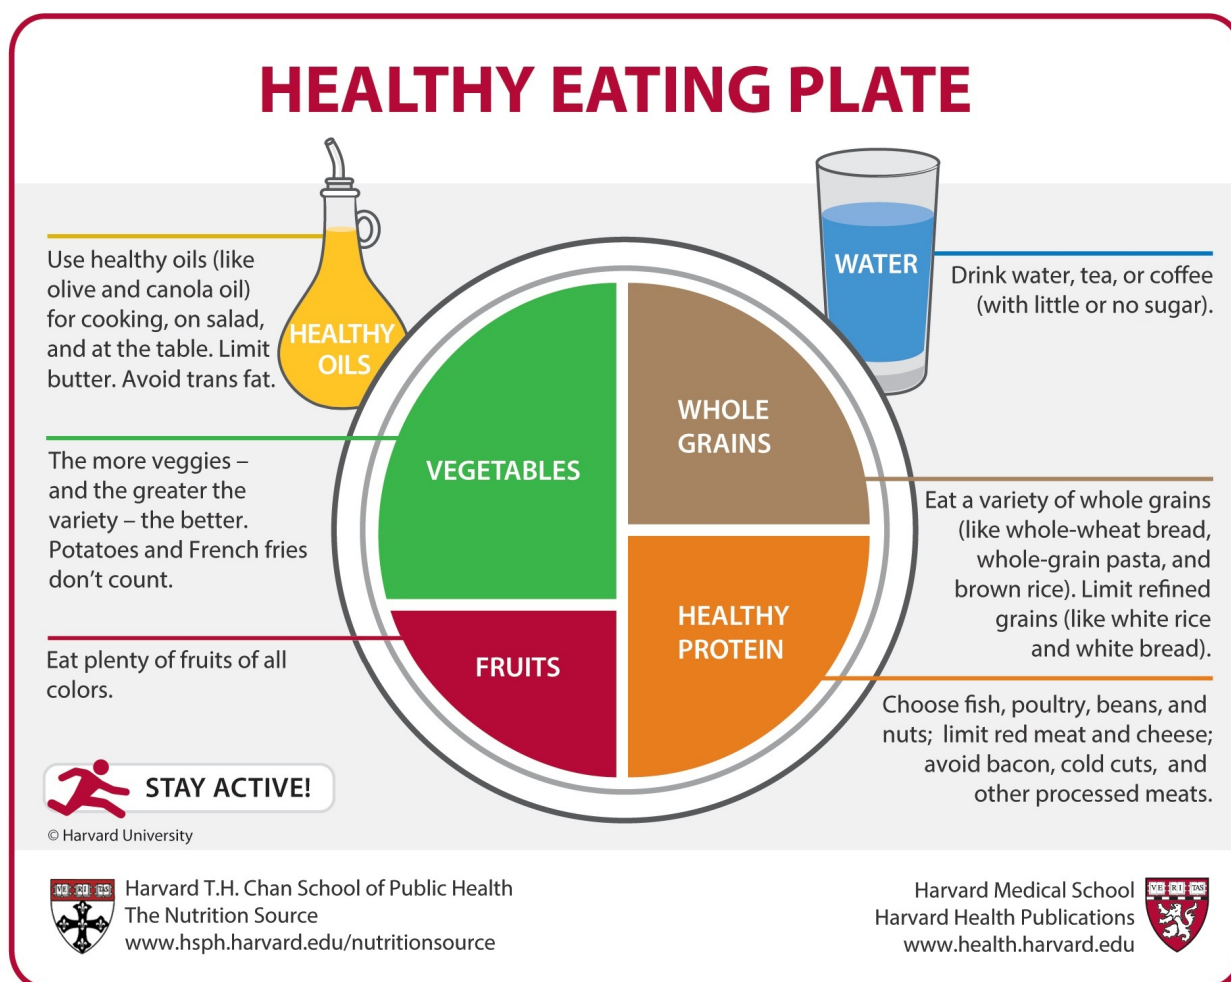 HEALTHY EATING PLATE
Use healthy oils (like
olive and canola oil)
for cooking, on salad,
and at the table. Limit
butter. Avoid trans fat.
HEALTHY
OILS
WATER
Drink water, tea, or coffee
(with little or no sugar).
The more veggies –
and the greater the
variety – the better.
Potatoes and French fries
don’t count.
VEGETABLES
WHOLE
GRAINS
Eat a variety of whole grains
(like whole-wheat bread,
whole-grain pasta, and
brown rice). Limit refined
grains (like white rice
and white bread).
Eat plenty of fruits of all
colors.
FRUITS
HEALTHY
PROTEIN
Choose fish, poultry, beans, and
nuts; limit red meat and cheese;
avoid bacon, cold cuts, and
other processed meats.
STAY ACTIVE!
© Harvard University
VE RI TAS
Harvard T.H. Chan School of Public Health
The Nutrition Source
www.hsph.harvard.edu/nutritionsource
Harvard Medical School
Harvard Health Publications
www.health.harvard.edu
VE RI TAS